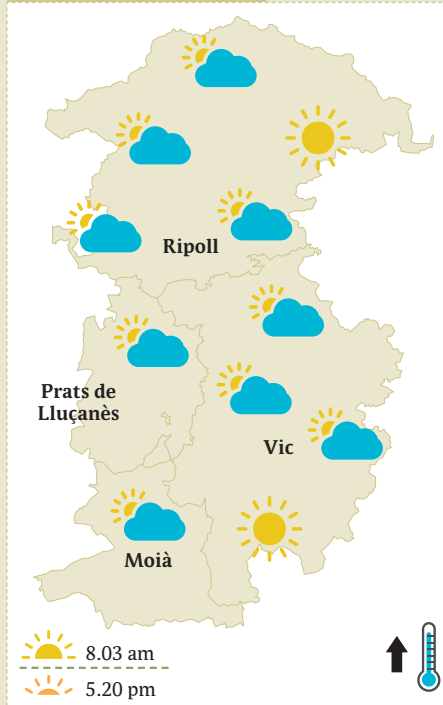 Ripoll
Prats de
Lluçanès
Vic
Moià
8.03 am
5.20 pm